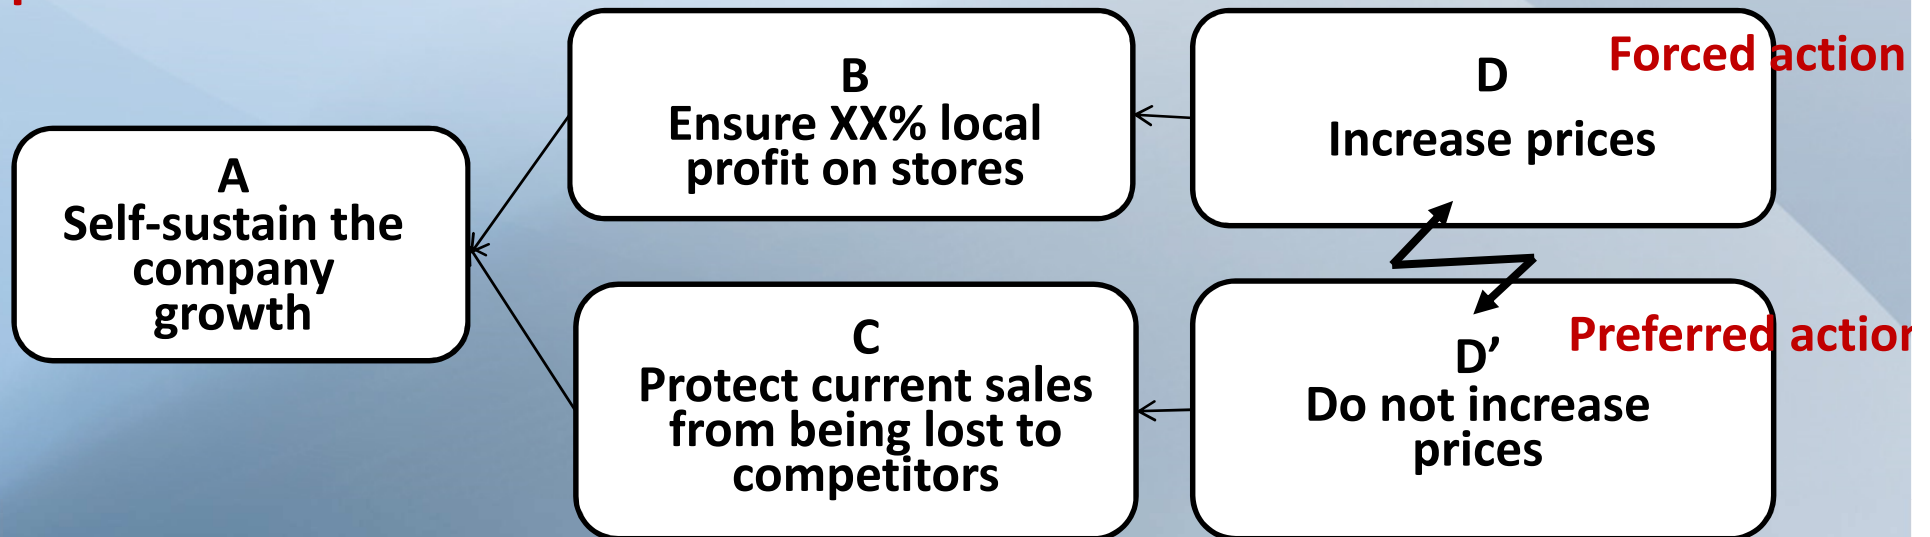 A
Self-sustain the
company
growth
B
Ensure XX% local
profit on stores
C
Protect current sales
from being lost to
competitors
D
Forced action
Increase prices
D’
Preferred action
Do not increase
prices